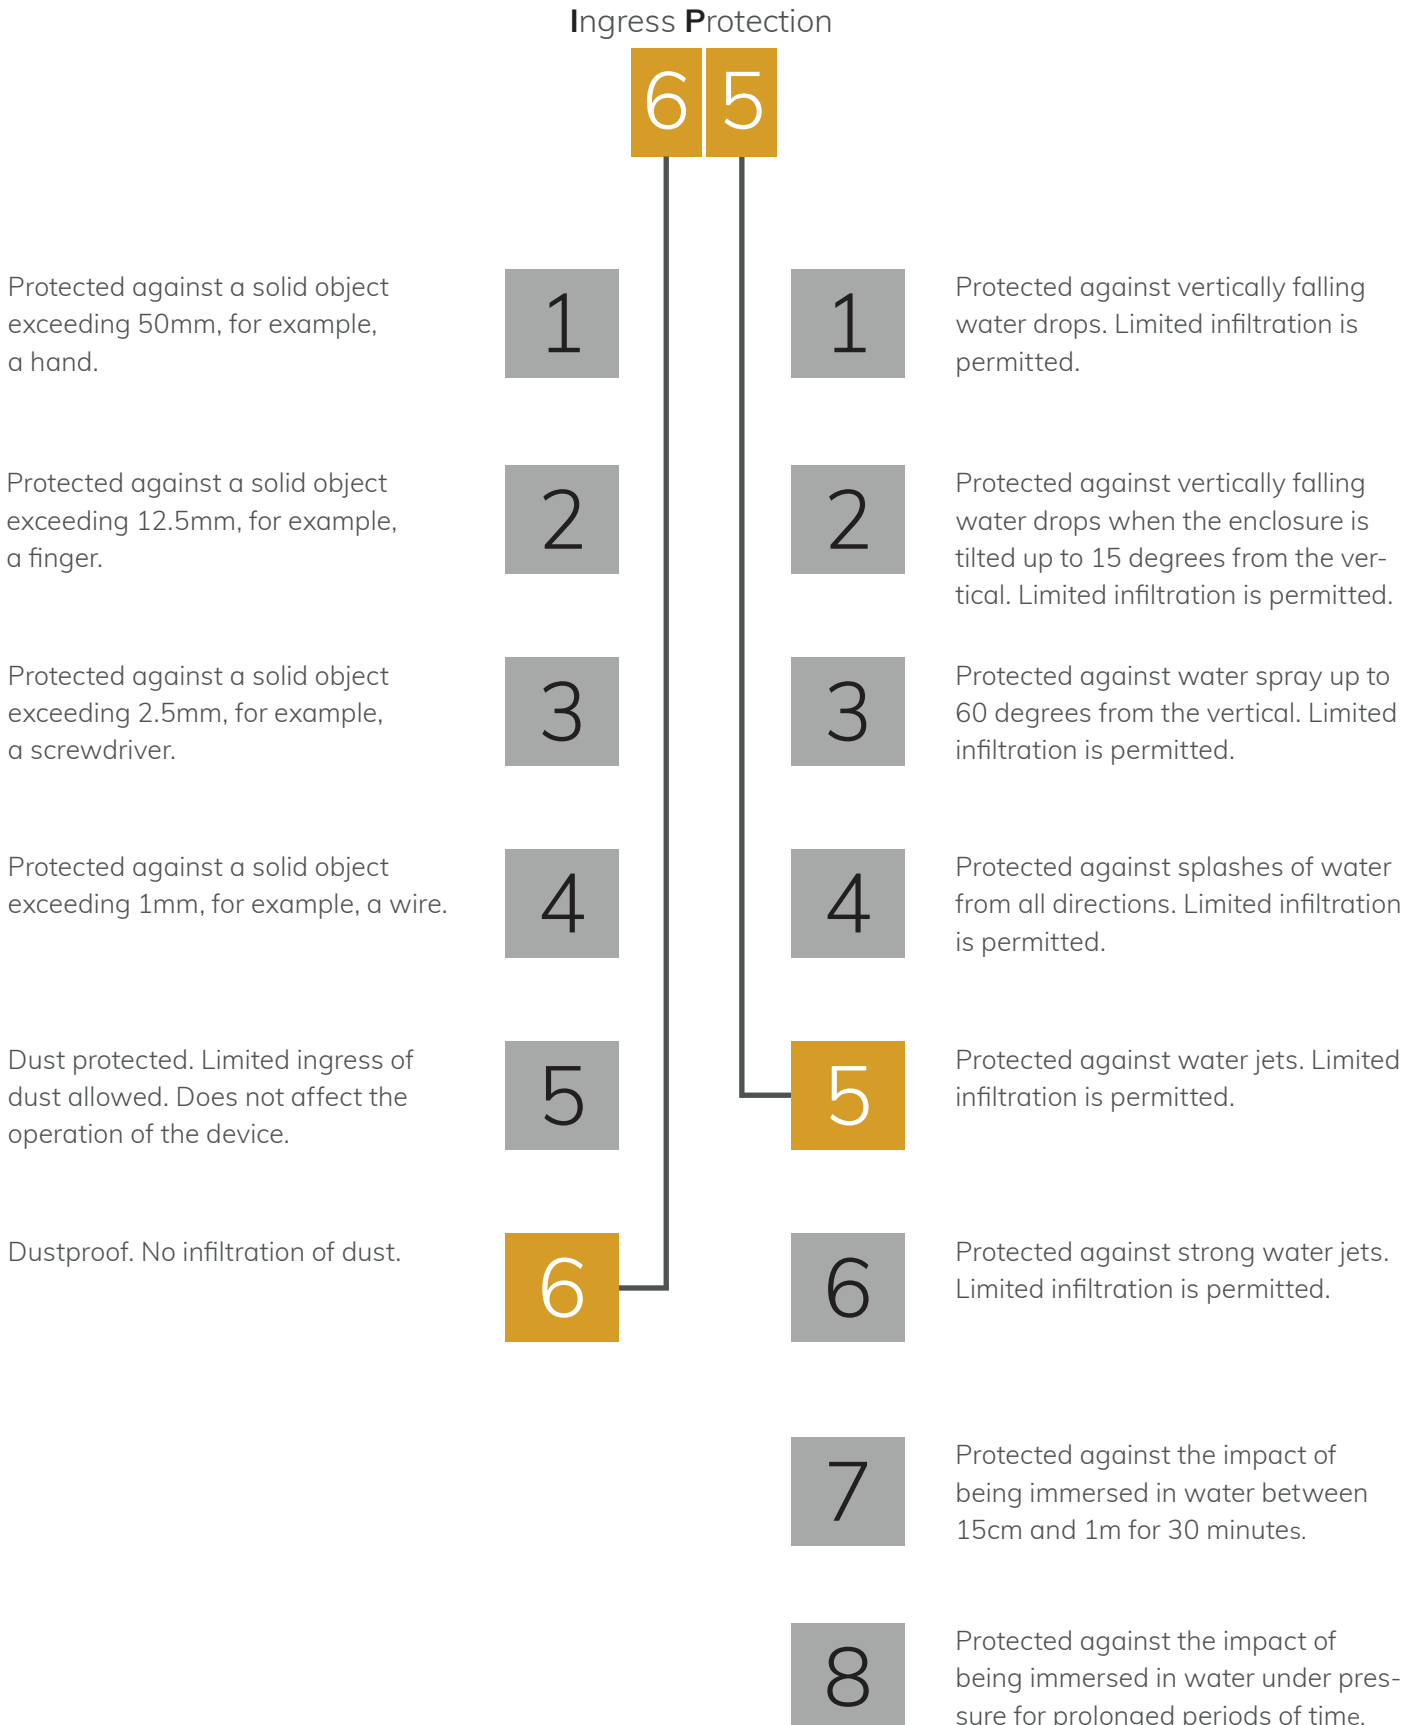 Ingress Protection
6 5
Protected against a solid object
exceeding 50mm, for example,
a hand.
1
1
Protected against vertically falling
water drops. Limited infiltration is
permitted.
Protected against a solid object
exceeding 12.5mm, for example,
a finger.
2
2
Protected against vertically falling
water drops when the enclosure is
tilted up to 15 degrees from the ver-
tical. Limited infiltration is permitted.
Protected against a solid object
exceeding 2.5mm, for example,
a screwdriver.
3
3
Protected against water spray up to
60 degrees from the vertical. Limited
infiltration is permitted.
Protected against a solid object
exceeding 1mm, for example, a wire.
4
4
Protected against splashes of water
from all directions. Limited infiltration
is permitted.
Dust protected. Limited ingress of
dust allowed. Does not affect the
operation of the device.
5
5
Protected against water jets. Limited
infiltration is permitted.
Dustproof. No infiltration of dust.
6
6
Protected against strong water jets.
Limited infiltration is permitted.
7
Protected against the impact of
being immersed in water between
15cm and 1m for 30 minutes.
8
Protected against the impact of
being immersed in water under pres-
sure for prolonged periods of time.